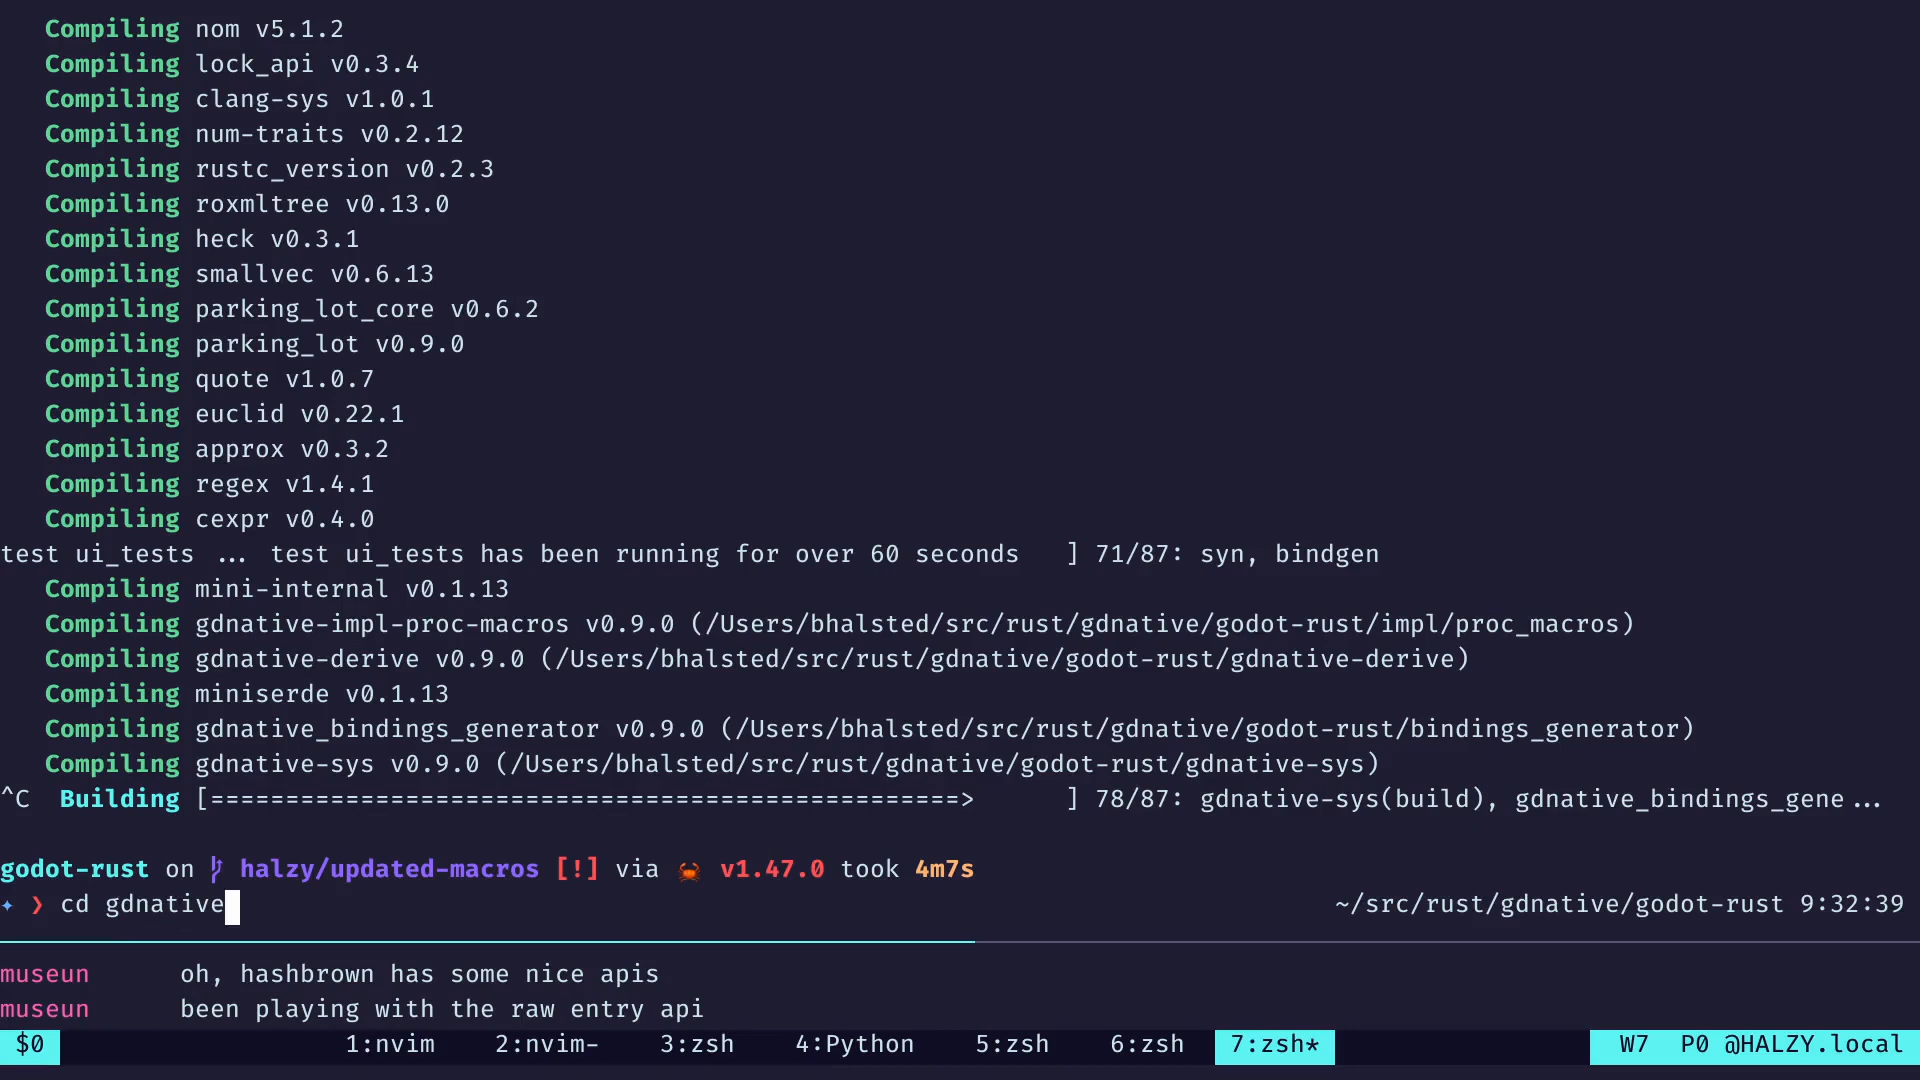 Compiling nom v5.1.2
Compiling lock_api v0.3.4
Compiling clang-sys v1.0.1
Compiling num-traits v0.2.12
Compiling rustc_version v0.2.3
Compiling roxmltree v0.13.0
Compiling heck v0.3.1
Compiling smallvec v0.6.13
Compiling parking_lot_core v0.6.2
Compiling parking_lot v0.9.0
Compiling quote v1.0.7
Compiling euclid v0.22.1
Compiling approx v0.3.2
Compiling regex v1.4.1
Compiling cexpr v0.4.0
test ui_tests ... test ui_tests has been running for over 60 seconds   ] 71/87: syn, bindgen
Compiling mini-internal v0.1.13
Compiling gdnative-impl-proc-macros v0.9.0 (/Users/bhalsted/src/rust/gdnative/godot-rust/impl/proc_macros)
Compiling gdnative-derive v0.9.0 (/Users/bhalsted/src/rust/gdnative/godot-rust/gdnative-derive)
Compiling miniserde v0.1.13
Compiling gdnative_bindings_generator v0.9.0 (/Users/bhalsted/src/rust/gdnative/godot-rust/bindings_generator)
Compiling gdnative-sys v0.9.0 (/Users/bhalsted/src/rust/gdnative/godot-rust/gdnative-sys)
^C  Building [==================================================>      ] 78/87: gdnative-sys(build), gdnative_bindings_gene...
godot-rust on halzy/updated-macros [!] via 🦀 v1.47.0 took 4m7s
✦ ❯ cd gdnative ~/src/rust/gdnative/godot-rust 9:32:39
museun oh, hashbrown has some nice apis
museun been playing with the raw entry api
$0 1:nvim 2:nvim- 3:zsh 4:Python 5:zsh 6:zsh 7:zsh* W7 P0 @HALZY.local